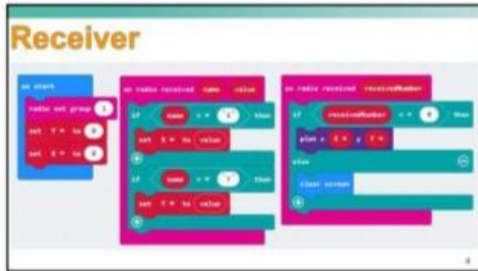 Receiver
on start
radio set group 1
set Y ▾ to 0
set X ▾ to 0
on radio received name value
if name = ▾ "X" then
set X ▾ to value
if name = ▾ "Y" then
set Y ▾ to value
on radio received receivedNumber
if receivedNumber = ▾ 0 then
plot x X ▾ y Y ▾
else
clear screen
4